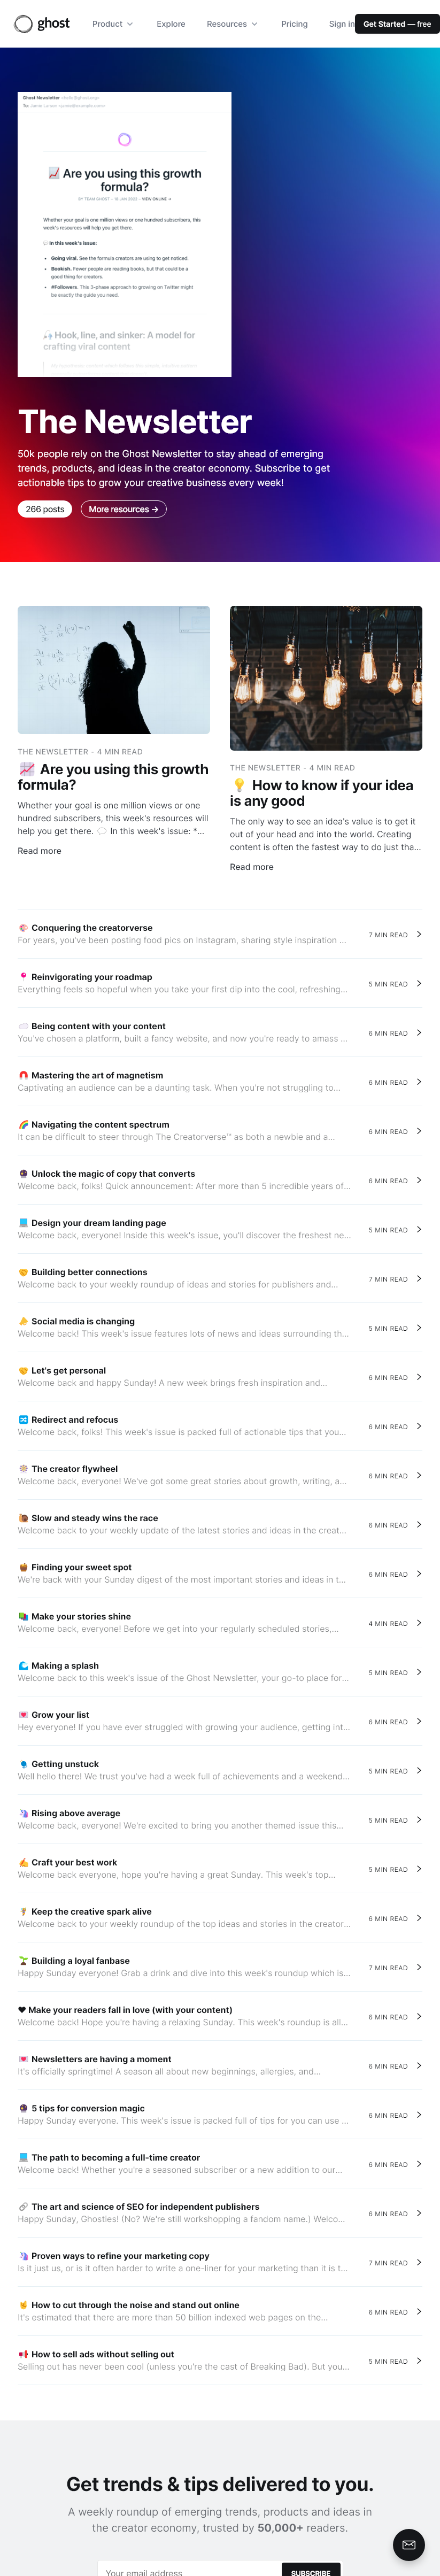 ghost
Product
Explore
Resources
Pricing
Sign in
Get Started — free
Ghost Newsletter
To:
📈 Are you using this growth
formula?
BY TEAM GHOST – 16 JAN 2022 – VIEW ONLINE →
Whether your goal is one million views or one hundred subscribers, this
week's resources will help you get there.
💬 In this week's issue:
• Going viral. See the formula creators are using to get noticed.
• Bookish. Fewer people are reading books, but that could be a
good thing for creators.
• #Followers. This 3-phase approach to growing on Twitter might
be exactly the guide you need.
🎣 Hook, line, and sinker: A model for
crafting viral content
The Newsletter
50k people rely on the Ghost Newsletter to stay ahead of emerging
trends, products, and ideas in the creator economy. Subscribe to get
actionable tips to grow your creative business every week!
266 posts
More resources →
THE NEWSLETTER - 4 MIN READ
📈 Are you using this growth
formula?
Whether your goal is one million views or one
hundred subscribers, this week's resources will
help you get there. 💬 In this week's issue: *...
Read more
THE NEWSLETTER - 4 MIN READ
💡 How to know if your idea
is any good
The only way to see an idea's value is to get it
out of your head and into the world. Creating
content is often the fastest way to do just tha...
Read more
Conquering the creatorverse
7 MIN READ
For years, you've been posting food pics on Instagram, sharing style inspiration ...
Reinvigorating your roadmap
5 MIN READ
Everything feels so hopeful when you take your first dip into the cool, refreshing...
Being content with your content
6 MIN READ
You've chosen a platform, built a fancy website, and now you're ready to amass ...
Mastering the art of magnetism
6 MIN READ
Captivating an audience can be a daunting task. When you're not struggling to...
🌈 Navigating the content spectrum
6 MIN READ
It can be difficult to steer through The Creatorverse™ as both a newbie and a...
Unlock the magic of copy that converts
6 MIN READ
Welcome back, folks! Quick announcement: After more than 5 incredible years of...
Design your dream landing page
5 MIN READ
Welcome back, everyone! Inside this week's issue, you'll discover the freshest ne...
Building better connections
7 MIN READ
Welcome back to your weekly roundup of ideas and stories for publishers and...
Social media is changing
5 MIN READ
Welcome back! This week's issue features lots of news and ideas surrounding th...
Let's get personal
6 MIN READ
Welcome back and happy Sunday! A new week brings fresh inspiration and...
🔀 Redirect and refocus
6 MIN READ
Welcome back, folks! This week's issue is packed full of actionable tips that you...
The creator flywheel
6 MIN READ
Welcome back, everyone! We've got some great stories about growth, writing, a...
Slow and steady wins the race
6 MIN READ
Welcome back to your weekly update of the latest stories and ideas in the creat...
Finding your sweet spot
6 MIN READ
We're back with your Sunday digest of the most important stories and ideas in t...
Make your stories shine
4 MIN READ
Welcome back, everyone! Before we get into your regularly scheduled stories,...
🌊 Making a splash
5 MIN READ
Welcome back to this week's issue of the Ghost Newsletter, your go-to place for...
💌 Grow your list
6 MIN READ
Hey everyone! If you have ever struggled with growing your audience, getting int...
Getting unstuck
5 MIN READ
Well hello there! We trust you've had a week full of achievements and a weekend...
Rising above average
5 MIN READ
Welcome back, everyone! We're excited to bring you another themed issue this...
✍️ Craft your best work
5 MIN READ
Welcome back everyone, hope you're having a great Sunday. This week's top...
Keep the creative spark alive
6 MIN READ
Welcome back to your weekly roundup of the top ideas and stories in the creator...
🌱 Building a loyal fanbase
7 MIN READ
Happy Sunday everyone! Grab a drink and dive into this week's roundup which is...
♥ Make your readers fall in love (with your content)
6 MIN READ
Welcome back! Hope you're having a relaxing Sunday. This week's roundup is all...
💌 Newsletters are having a moment
6 MIN READ
It's officially springtime! A season all about new beginnings, allergies, and...
5 tips for conversion magic
6 MIN READ
Happy Sunday everyone. This week's issue is packed full of tips for you can use ...
The path to becoming a full-time creator
6 MIN READ
Welcome back! Whether you're a seasoned subscriber or a new addition to our...
🔗 The art and science of SEO for independent publishers
6 MIN READ
Happy Sunday, Ghosties! (No? We're still workshopping a fandom name.) Welco...
Proven ways to refine your marketing copy
7 MIN READ
Is it just us, or is it often harder to write a one-liner for your marketing than it is t...
How to cut through the noise and stand out online
6 MIN READ
It's estimated that there are more than 50 billion indexed web pages on the...
How to sell ads without selling out
5 MIN READ
Selling out has never been cool (unless you're the cast of Breaking Bad). But you...
Get trends & tips delivered to you.
A weekly roundup of emerging trends, products and ideas in
the creator economy, trusted by 50,000+ readers.
Your email address
SUBSCRIBE